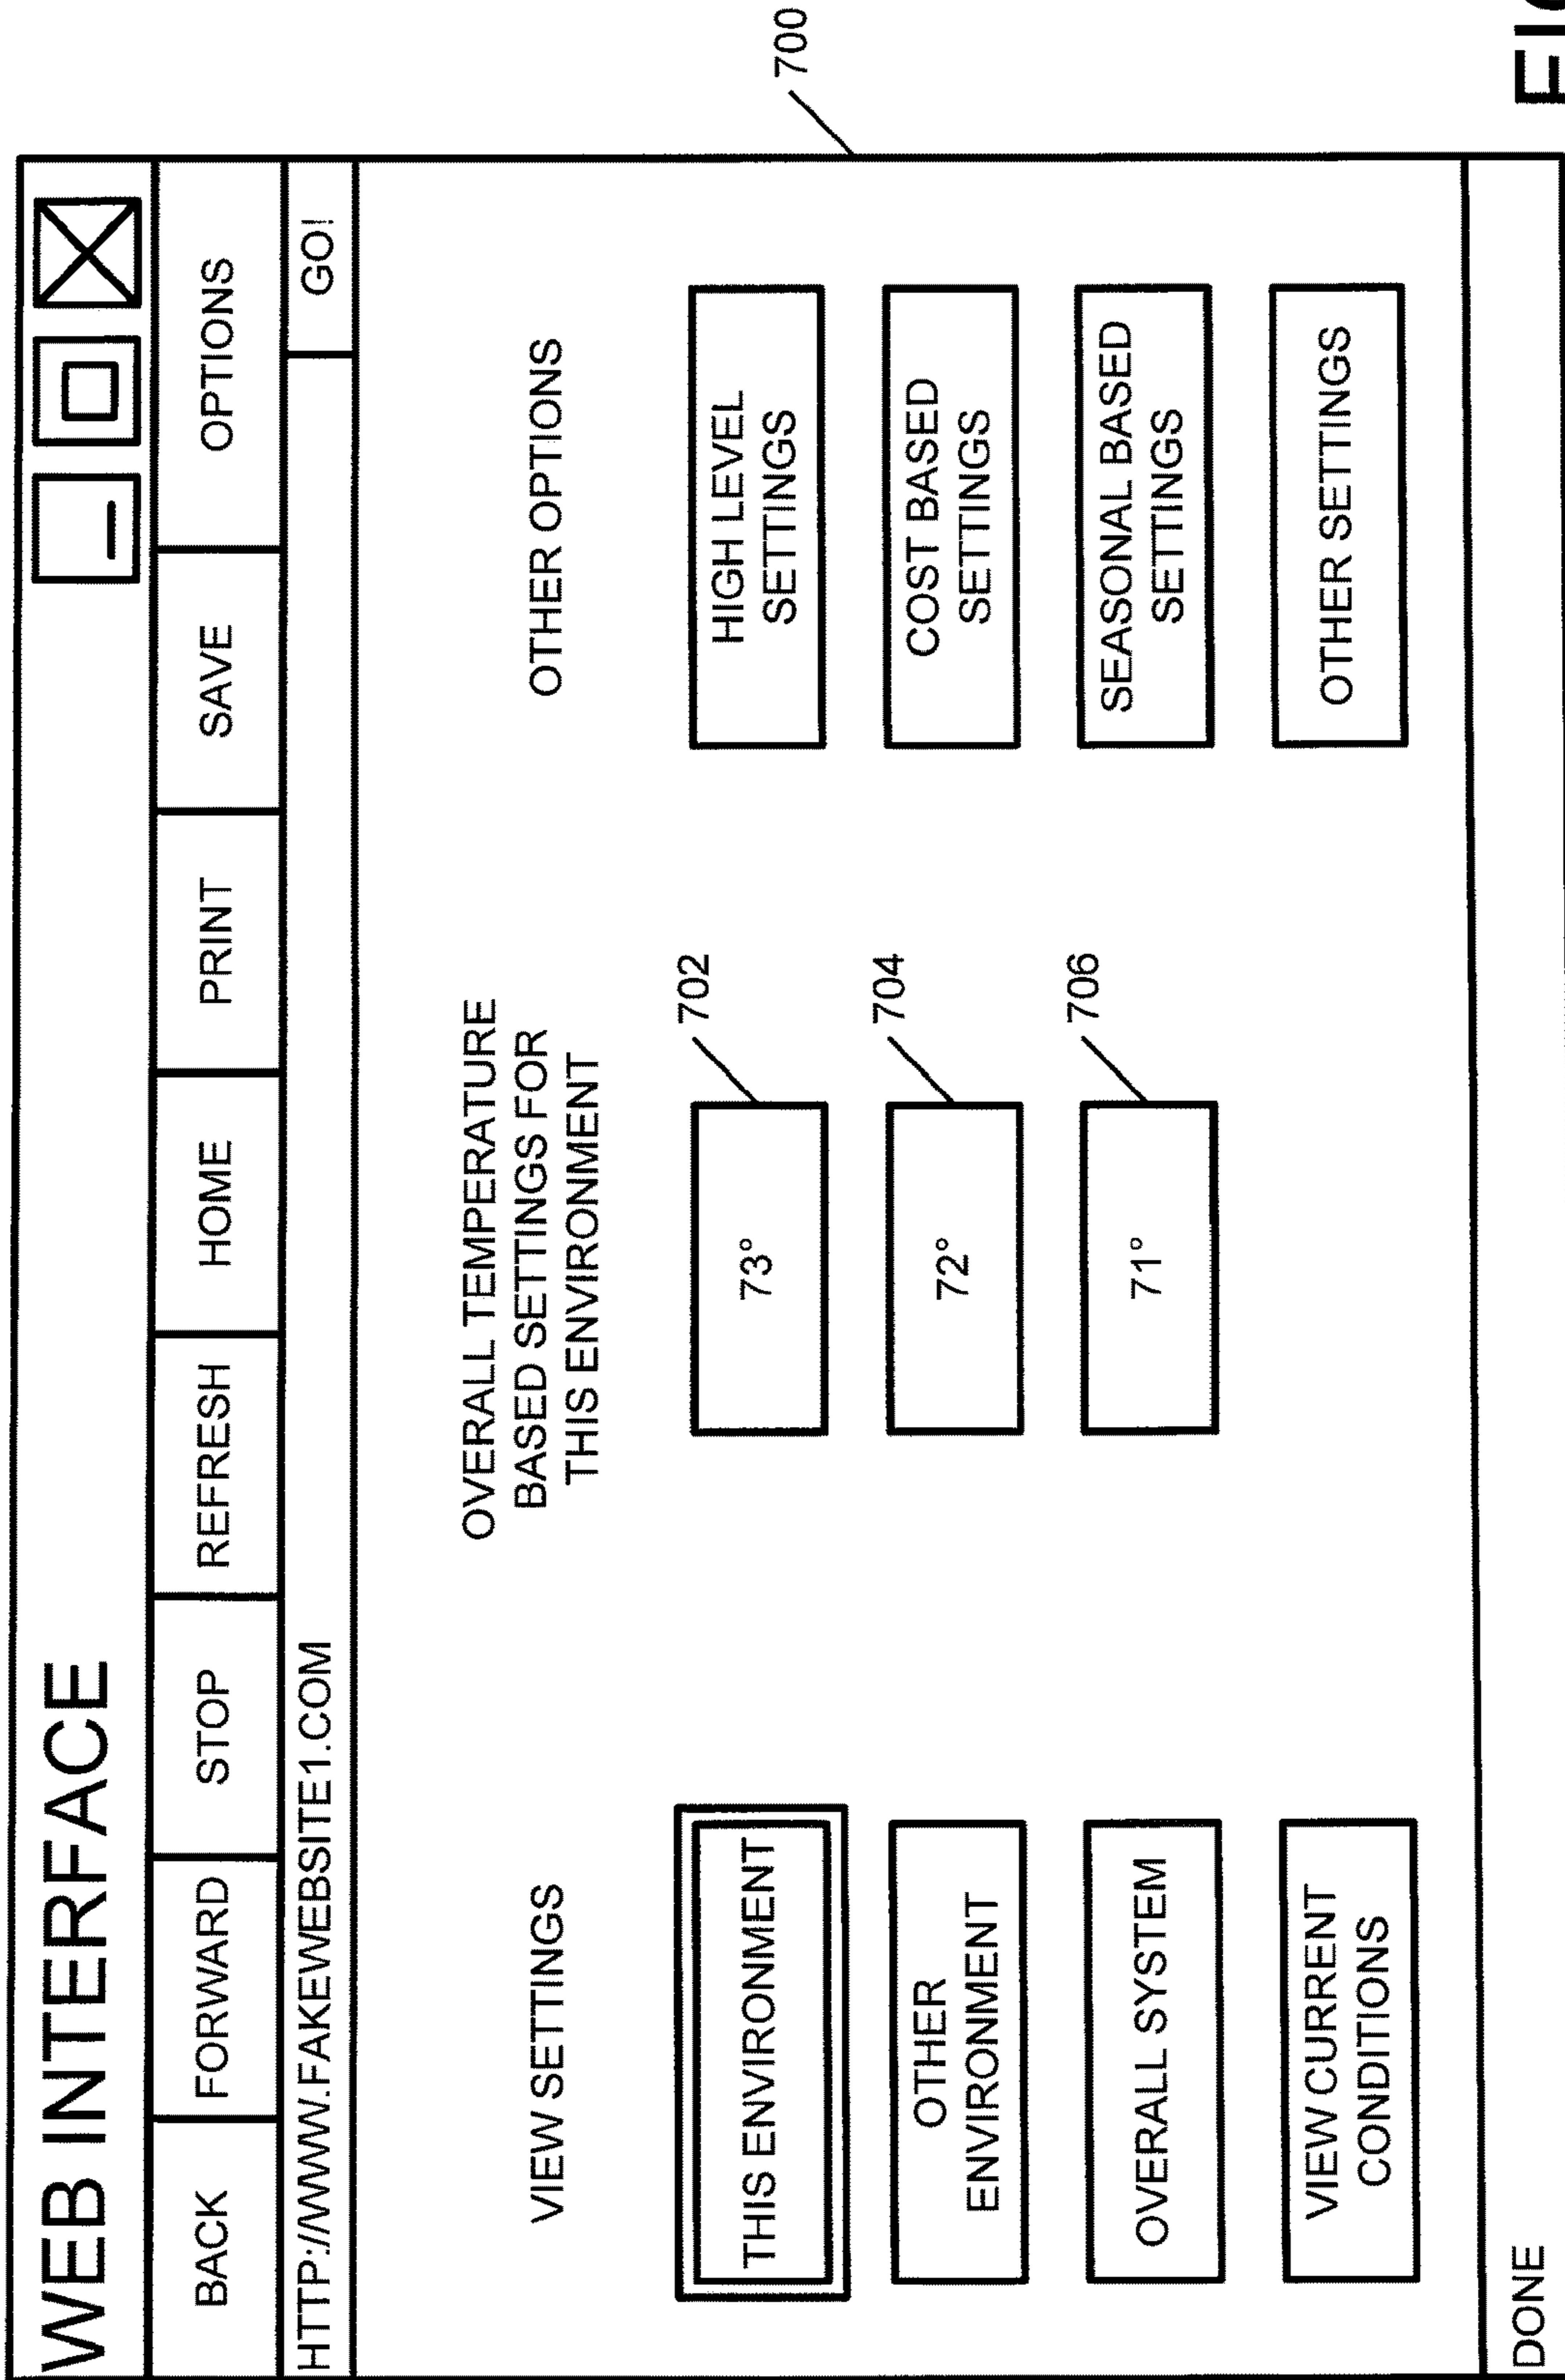 WEB INTERFACE
BACK FORWARD STOP REFRESH HOME PRINT SAVE OPTIONS
HTTP://WWW.FAKEWEBSITE1.COM GO!
VIEW SETTINGS
THIS ENVIRONMENT
OTHER
ENVIRONMENT
OVERALL SYSTEM
VIEW CURRENT
CONDITIONS
OVERALL TEMPERATURE
BASED SETTINGS FOR
THIS ENVIRONMENT
73°
702
72°
704
71°
706
OTHER OPTIONS
HIGH LEVEL
SETTINGS
COST BASED
SETTINGS
SEASONAL BASED
SETTINGS
OTHER SETTINGS
700
DONE